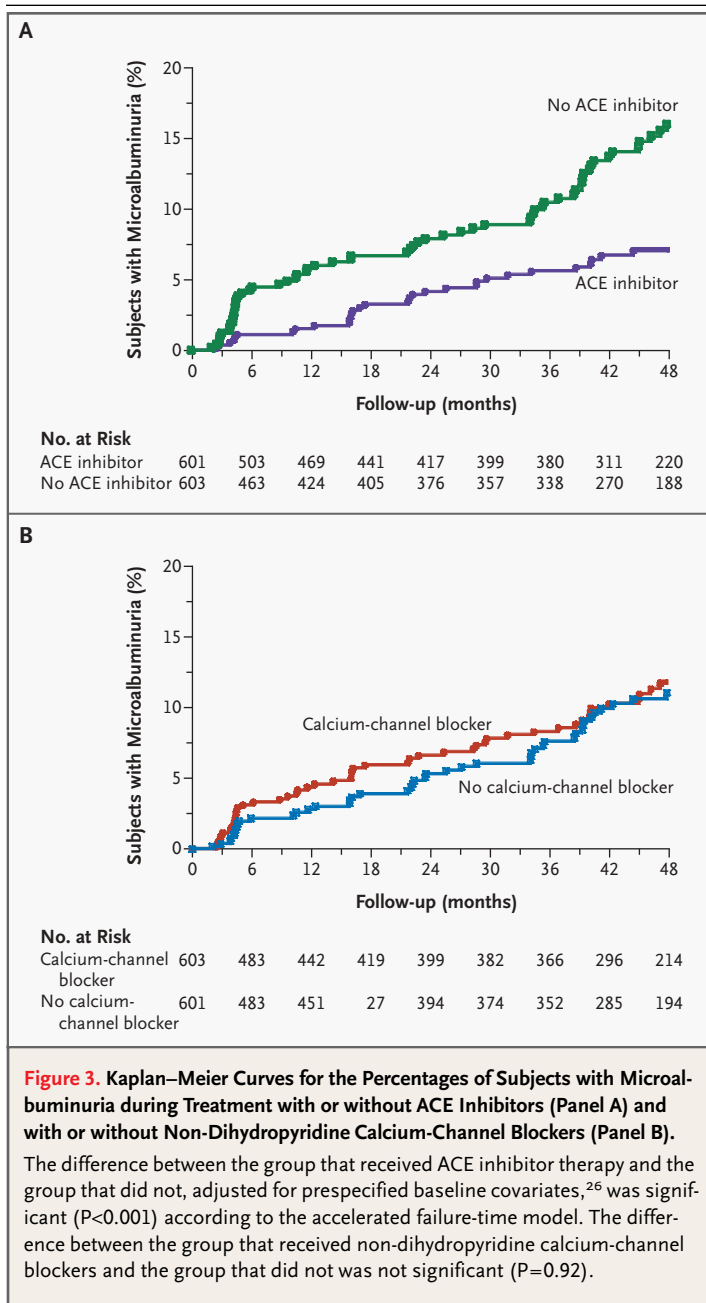 A
20
15
10
5
0
Subjects with Microalbuminuria (%)
No ACE inhibitor
ACE inhibitor
0 6 12 18 24 30 36 42 48
Follow-up (months)
No. at Risk
ACE inhibitor 601 503 469 441 417 399 380 311 220
No ACE inhibitor 603 463 424 405 376 357 338 270 188
B
20
15
10
5
0
Subjects with Microalbuminuria (%)
Calcium-channel blocker
No calcium-channel blocker
0 6 12 18 24 30 36 42 48
Follow-up (months)
No. at Risk
Calcium-channel 603 483 442 419 399 382 366 296 214
blocker
No calcium- 601 483 451 27 394 374 352 285 194
channel blocker
Figure 3. Kaplan–Meier Curves for the Percentages of Subjects with Microal-
buminuria during Treatment with or without ACE Inhibitors (Panel A) and
with or without Non-Dihydropyridine Calcium-Channel Blockers (Panel B).
The difference between the group that received ACE inhibitor therapy and the
group that did not, adjusted for prespecified baseline covariates,²⁶ was signif-
icant (P<0.001) according to the accelerated failure-time model. The differ-
ence between the group that received non-dihydropyridine calcium-channel
blockers and the group that did not was not significant (P=0.92).